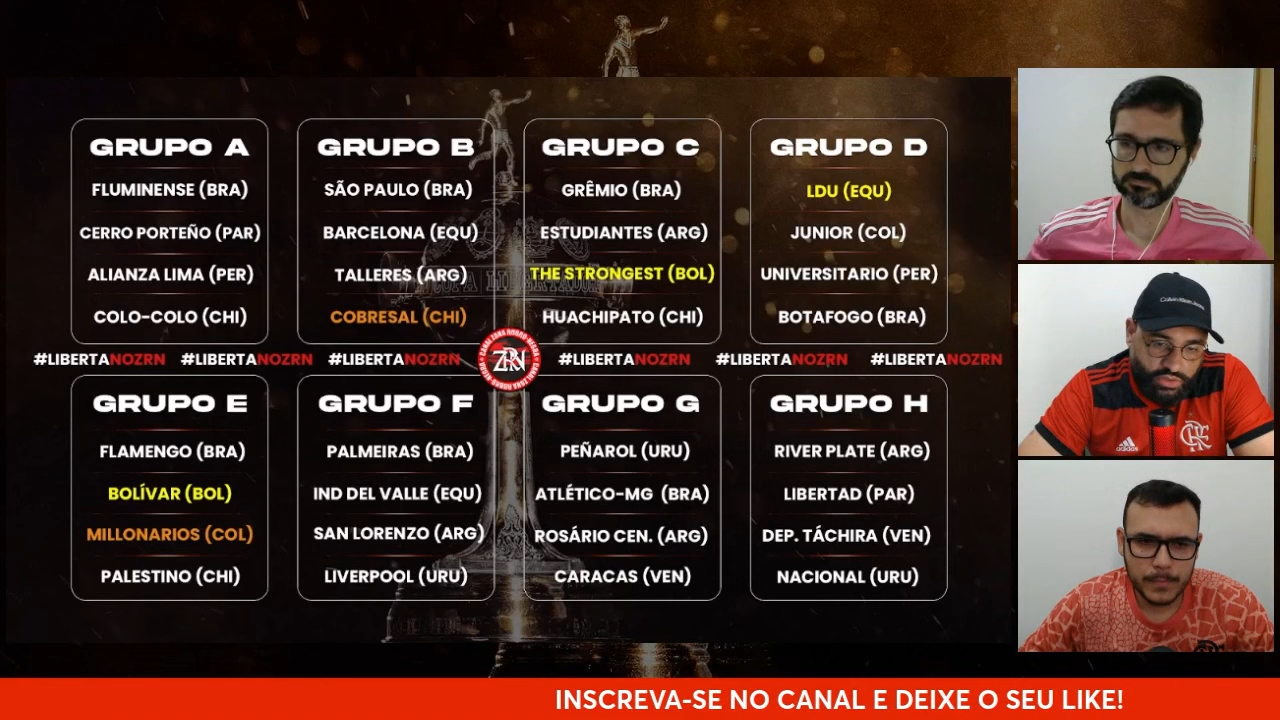 GRUPO A
FLUMINENSE (BRA)
CERRO PORTEÑO (PAR)
ALIANZA LIMA (PER)
COLO-COLO (CHI)
GRUPO B
SÃO PAULO (BRA)
BARCELONA (EQU)
TALLERES (ARG)
COBRESAL (CHI)
GRUPO C
GRÊMIO (BRA)
ESTUDIANTES (ARG)
THE STRONGEST (BOL)
HUACHIPATO (CHI)
GRUPO D
LDU (EQU)
JUNIOR (COL)
UNIVERSITARIO (PER)
BOTAFOGO (BRA)
#LIBERTANOZRN #LIBERTANOZRN #LIBERTANOZRN ZRN #LIBERTANOZRN #LIBERTANOZRN #LIBERTANOZRN
GRUPO E
FLAMENGO (BRA)
BOLÍVAR (BOL)
MILLONARIOS (COL)
PALESTINO (CHI)
GRUPO F
PALMEIRAS (BRA)
IND DEL VALLE (EQU)
SAN LORENZO (ARG)
LIVERPOOL (URU)
GRUPO G
PEÑAROL (URU)
ATLÉTICO-MG (BRA)
ROSÁRIO CEN. (ARG)
CARACAS (VEN)
GRUPO H
RIVER PLATE (ARG)
LIBERTAD (PAR)
DEP. TÁCHIRA (VEN)
NACIONAL (URU)
Calvin Klein Jeans
adidas
INSCREVA-SE NO CANAL E DEIXE O SEU LIKE!